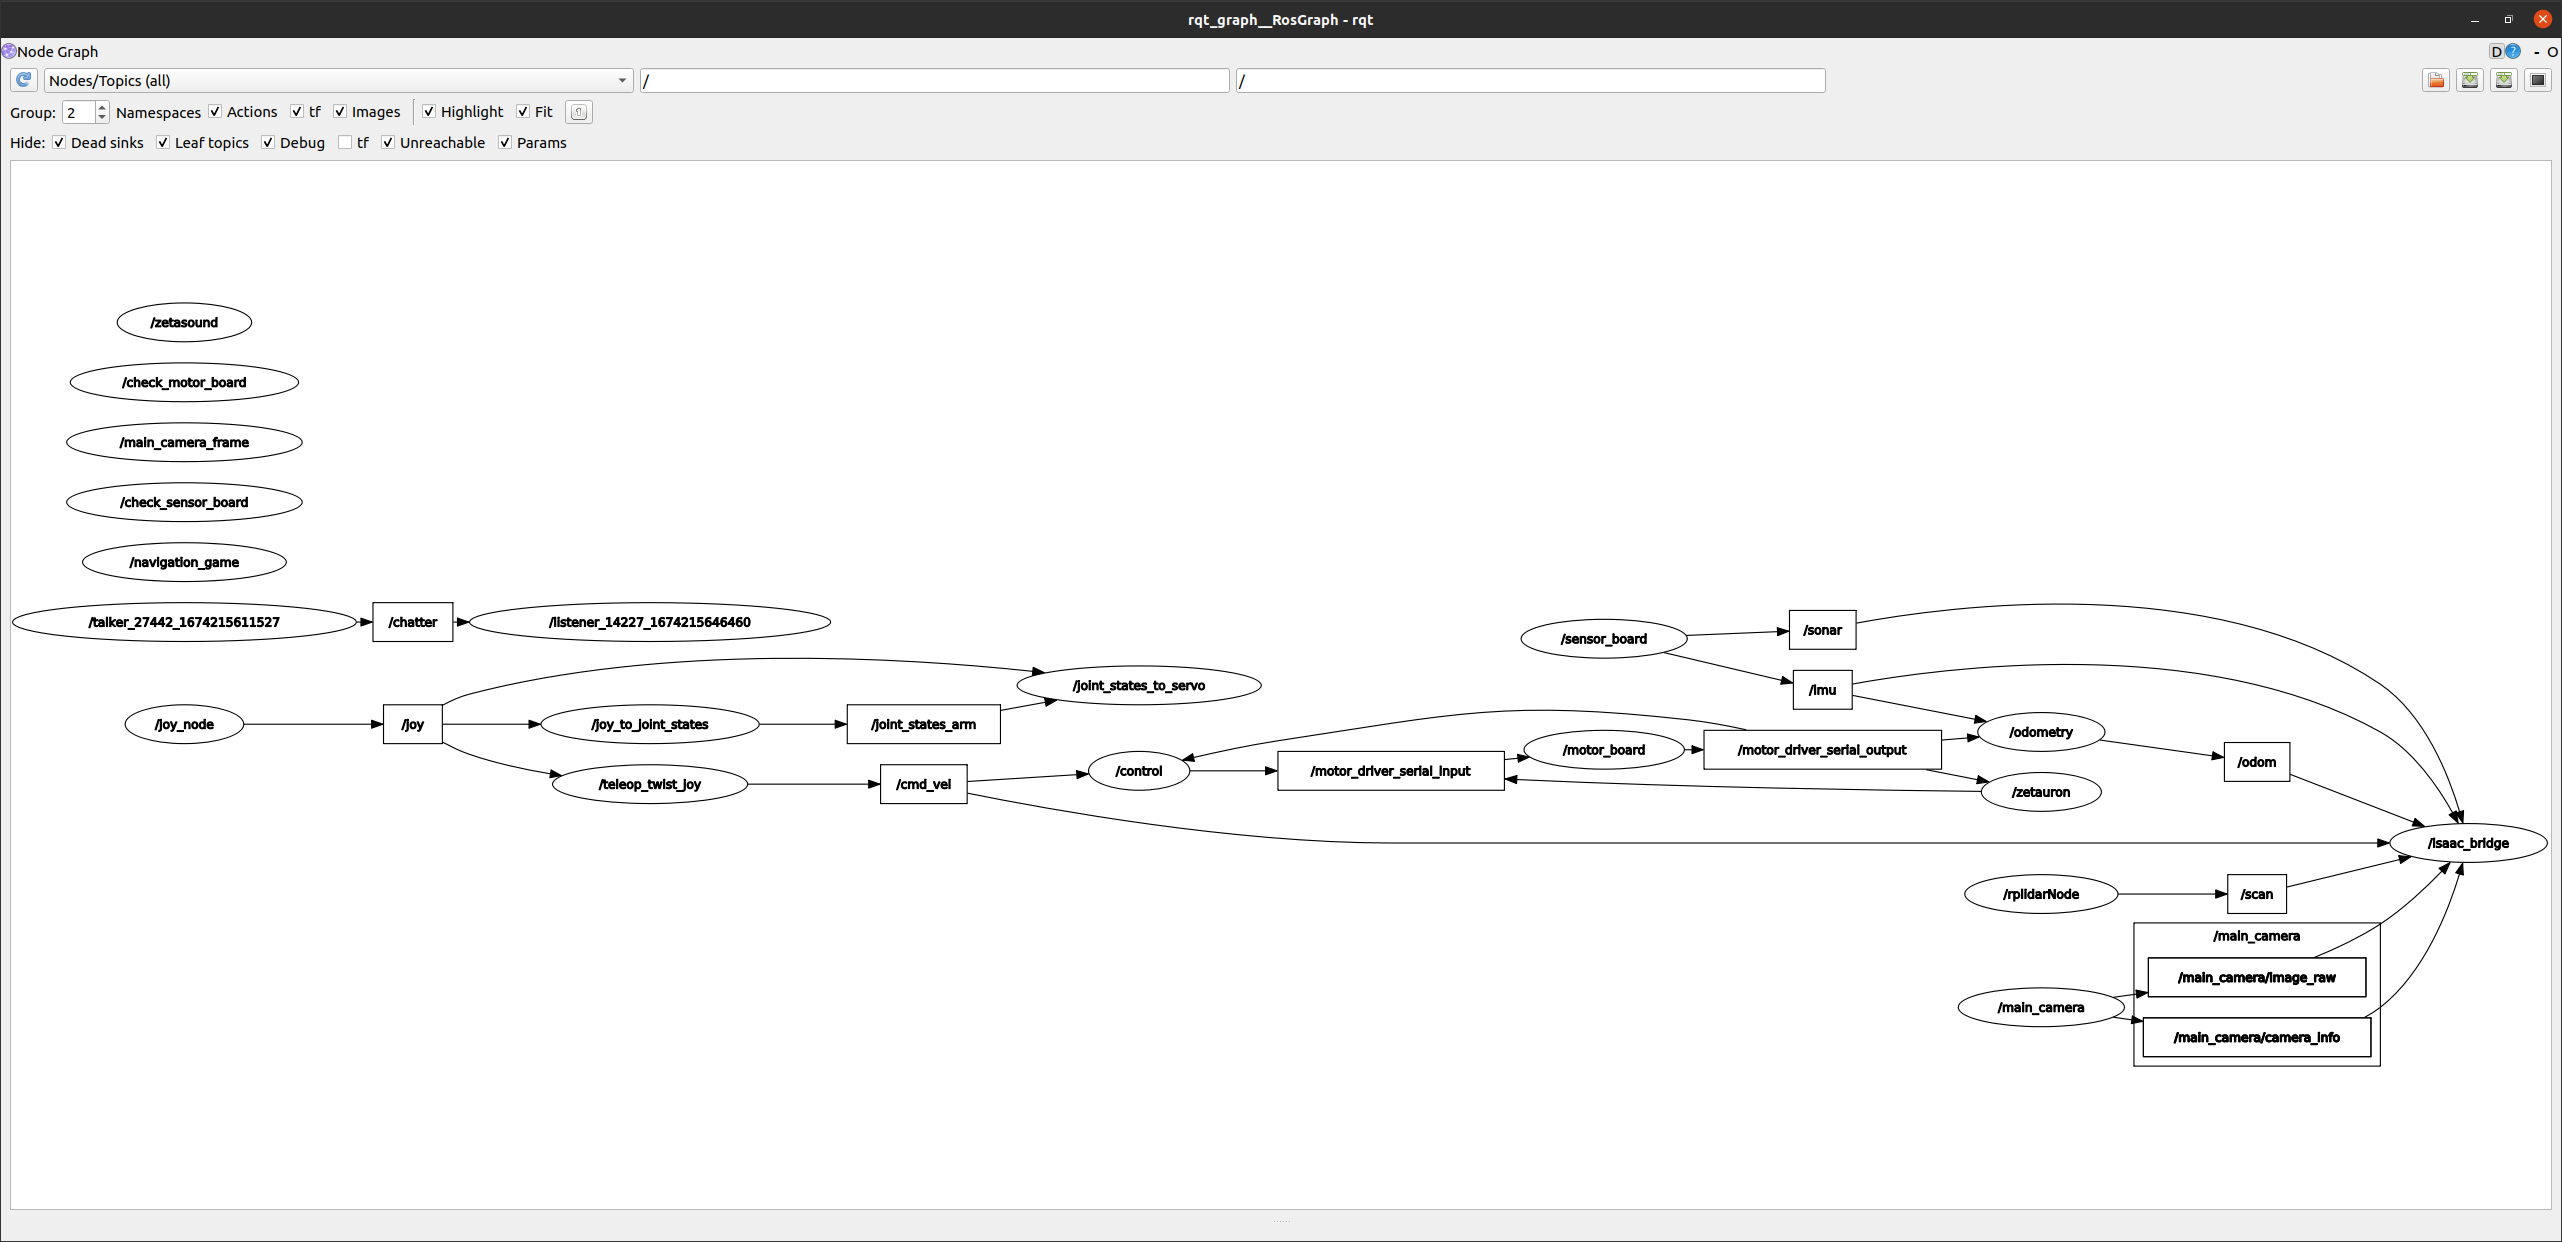 rqt_graph__RosGraph - rqt
Node Graph
D ? - O
Nodes/Topics (all) / /
Group: 2 Namespaces Actions tf Images Highlight Fit
Hide: Dead sinks Leaf topics Debug tf Unreachable Params
/zetasound
/check_motor_board
/main_camera_frame
/check_sensor_board
/navigation_game
/talker_27442_1674215611527 /chatter /listener_14227_1674215646460
/sensor_board /sonar
/joint_states_to_servo /imu
/joy_node /joy /joy_to_joint_states /joint_states_arm
/odometry
/motor_board /motor_driver_serial_output
/control /motor_driver_serial_input
/odom
/teleop_twist_joy /cmd_vel
/zetauron
/isaac_bridge
/rplidarNode /scan
/main_camera
/main_camera/image_raw
/main_camera
/main_camera/camera_info